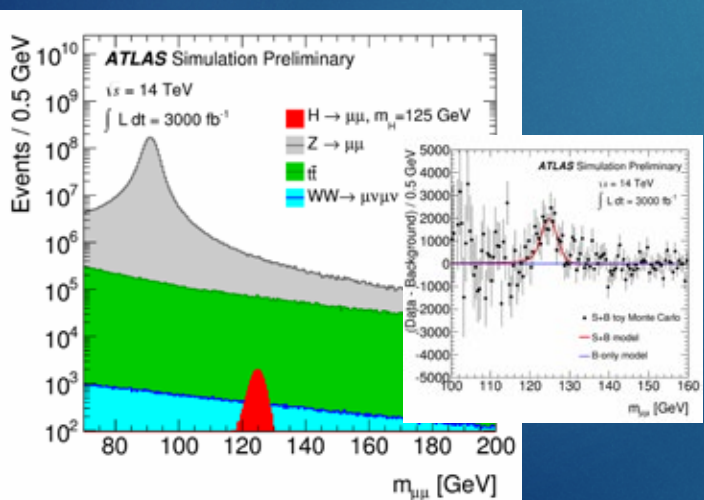 ATLAS Simulation Preliminary
√s = 14 TeV
∫ L dt = 3000 fb⁻¹
H → μμ, m_H=125 GeV
Z → μμ
tt̄
WW → μνμν
Events / 0.5 GeV
10¹⁰
10⁹
10⁸
10⁷
10⁶
10⁵
10⁴
10³
10²
80 100 120 140 160 180 200
m_μμ [GeV]
ATLAS Simulation Preliminary
√s = 14 TeV
∫ L dt = 3000 fb⁻¹
(Data - Background) / 0.5 GeV
5000
4000
3000
2000
1000
0
-1000
-2000
-3000
-4000
-5000
S+B toy Monte Carlo
S+B model
B-only model
100 110 120 130 140 150 160
m_μμ [GeV]